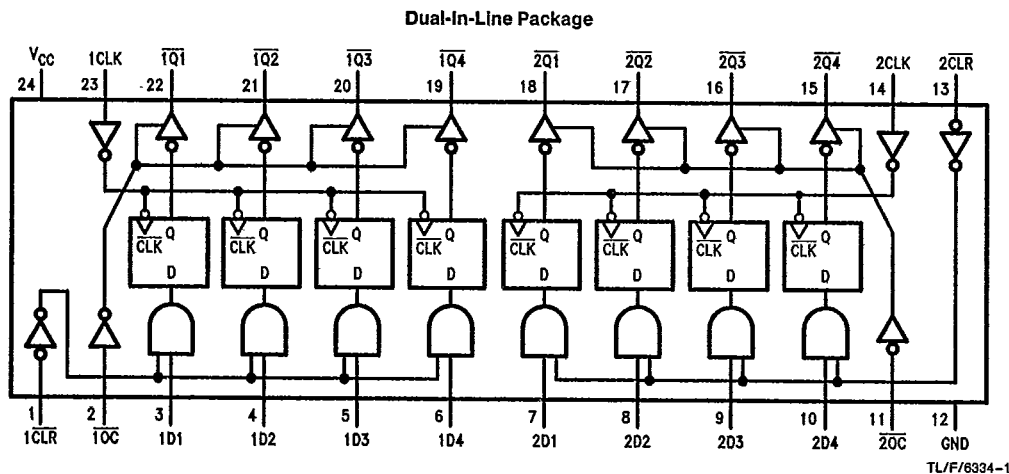 Dual-In-Line Package
VCC 1CLK 1Q1 1Q2 1Q3 1Q4 2Q1 2Q2 2Q3 2Q4 2CLK 2CLR
24 23 22 21 20 19 18 17 16 15 14 13
CLK Q CLK Q CLK Q CLK Q CLK Q CLK Q CLK Q CLK Q
D D D D D D D D
1 2 3 4 5 6 7 8 9 10 11 12
1CLR 1OC 1D1 1D2 1D3 1D4 2D1 2D2 2D3 2D4 2OC GND
TL/F/6334-1